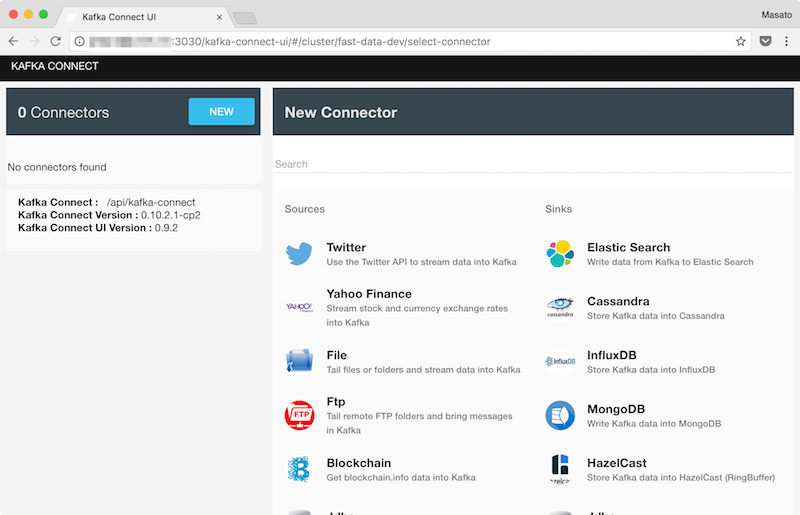 Kafka Connect UI
Masato
:3030/kafka-connect-ui/#/cluster/fast-data-dev/select-connector
KAFKA CONNECT
0 Connectors
NEW
No connectors found
Kafka Connect : /api/kafka-connect
Kafka Connect Version : 0.10.2.1-cp2
Kafka Connect UI Version : 0.9.2
New Connector
Search
Sources
Twitter
Use the Twitter API to stream data into Kafka
YAHOO!
Yahoo Finance
Stream stock and currency exchange rates
into Kafka
File
Tail files or folders and stream data into Kafka
FTP
Ftp
Tail remote FTP folders and bring messages
in Kafka
Blockchain
Get blockchain.info data into Kafka
Sinks
Elastic Search
Write data from Kafka to Elastic Search
cassandra
Cassandra
Store Kafka data into Cassandra
InfluxDB
InfluxDB
Store Kafka data into InfluxDB
MongoDB
Write Kafka data into MongoDB
HazelCast
Store Kafka data into HazelCast (RingBuffer)